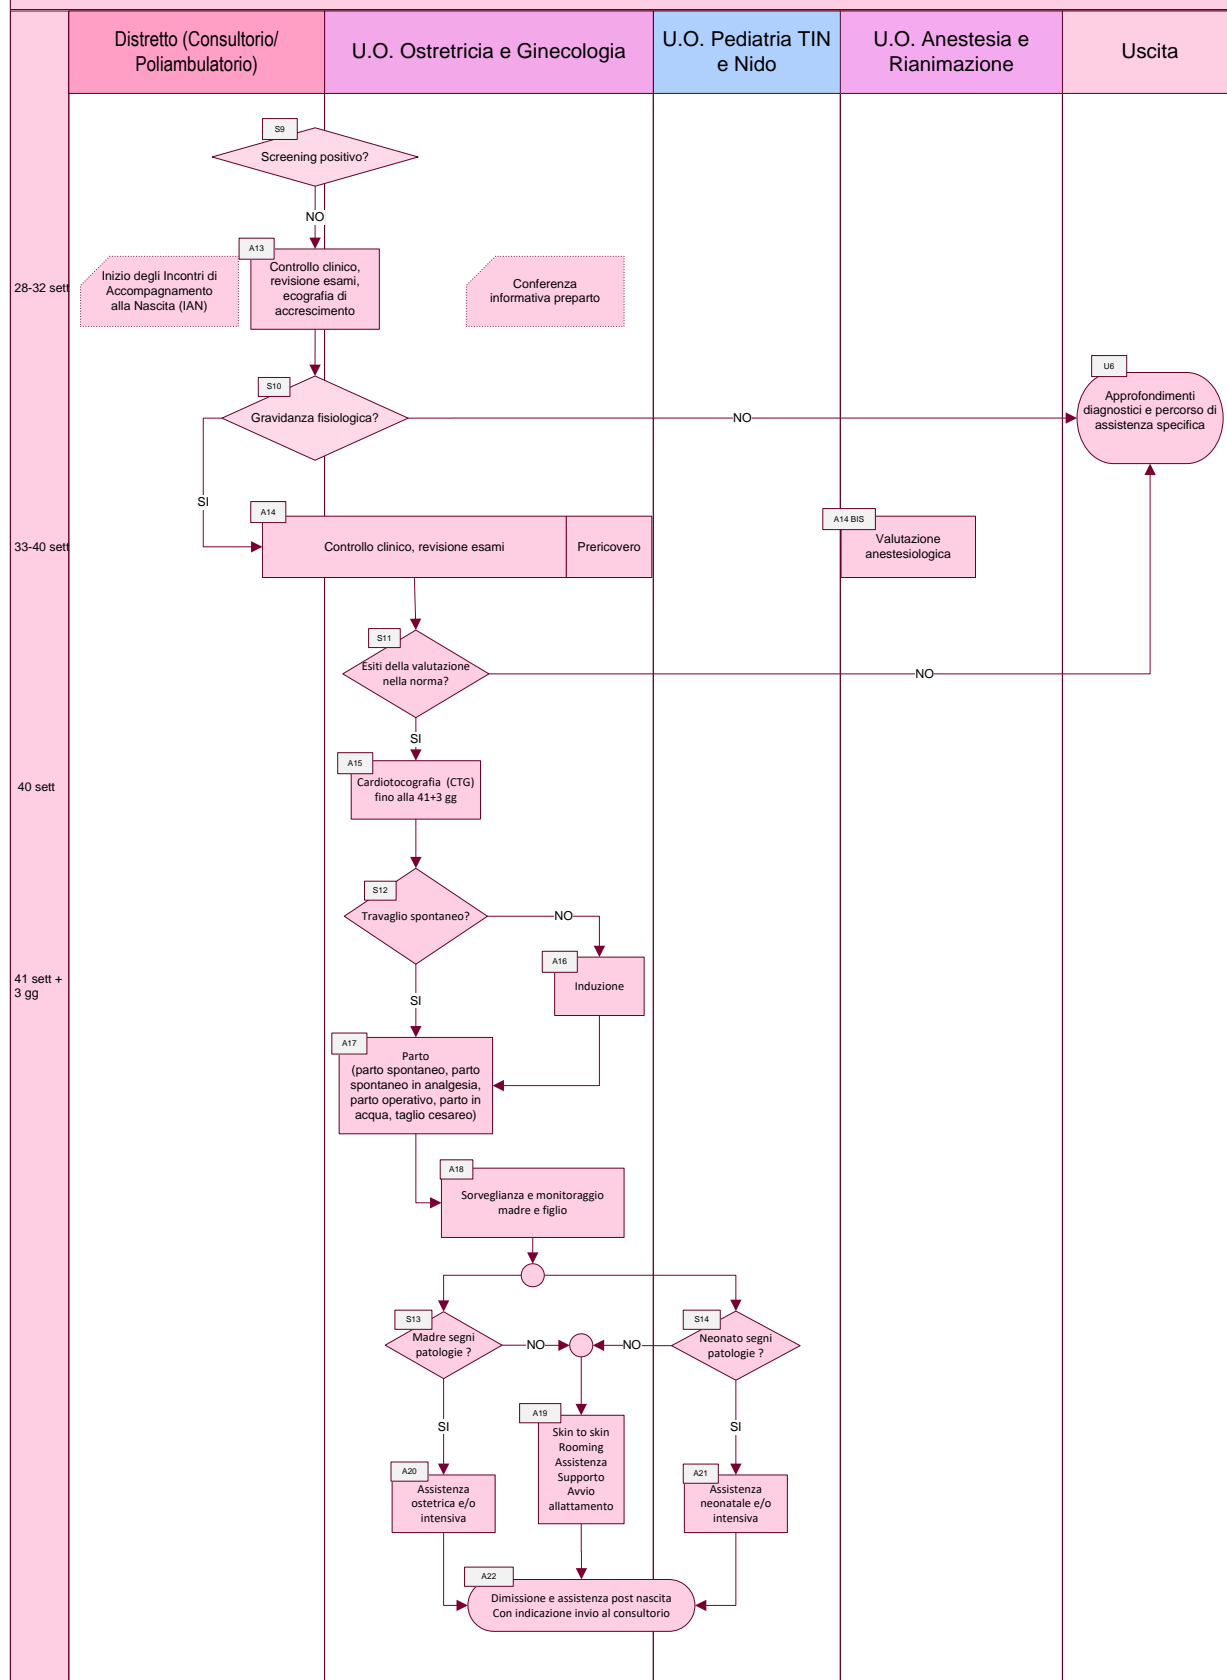 Distretto (Consultorio/
Poliambulatorio)
U.O. Ostretricia e Ginecologia
U.O. Pediatria TIN
e Nido
U.O. Anestesia e
Rianimazione
Uscita
S9
Screening positivo?
NO
28-32 sett
Inizio degli Incontri di
Accompagnamento
alla Nascita (IAN)
A13
Controllo clinico,
revisione esami,
ecografia di
accrescimento
Conferenza
informativa preparto
S10
Gravidanza fisiologica?
NO
U6
Approfondimenti
diagnostici e percorso di
assistenza specifica
SI
33-40 sett
A14
Controllo clinico, revisione esami
Prericovero
A14 BIS
Valutazione
anestesiologica
S11
Esiti della valutazione
nella norma?
NO
SI
40 sett
A15
Cardiotocografia (CTG)
fino alla 41+3 gg
S12
Travaglio spontaneo?
NO
41 sett +
3 gg
A16
Induzione
SI
A17
Parto
(parto spontaneo, parto
spontaneo in analgesia,
parto operativo, parto in
acqua, taglio cesareo)
A18
Sorveglianza e monitoraggio
madre e figlio
S13
Madre segni
patologie ?
NO
NO
S14
Neonato segni
patologie ?
SI
A19
Skin to skin
Rooming
Assistenza
Supporto
Avvio
allattamento
SI
A20
Assistenza
ostetrica e/o
intensiva
A21
Assistenza
neonatale e/o
intensiva
A22
Dimissione e assistenza post nascita
Con indicazione invio al consultorio